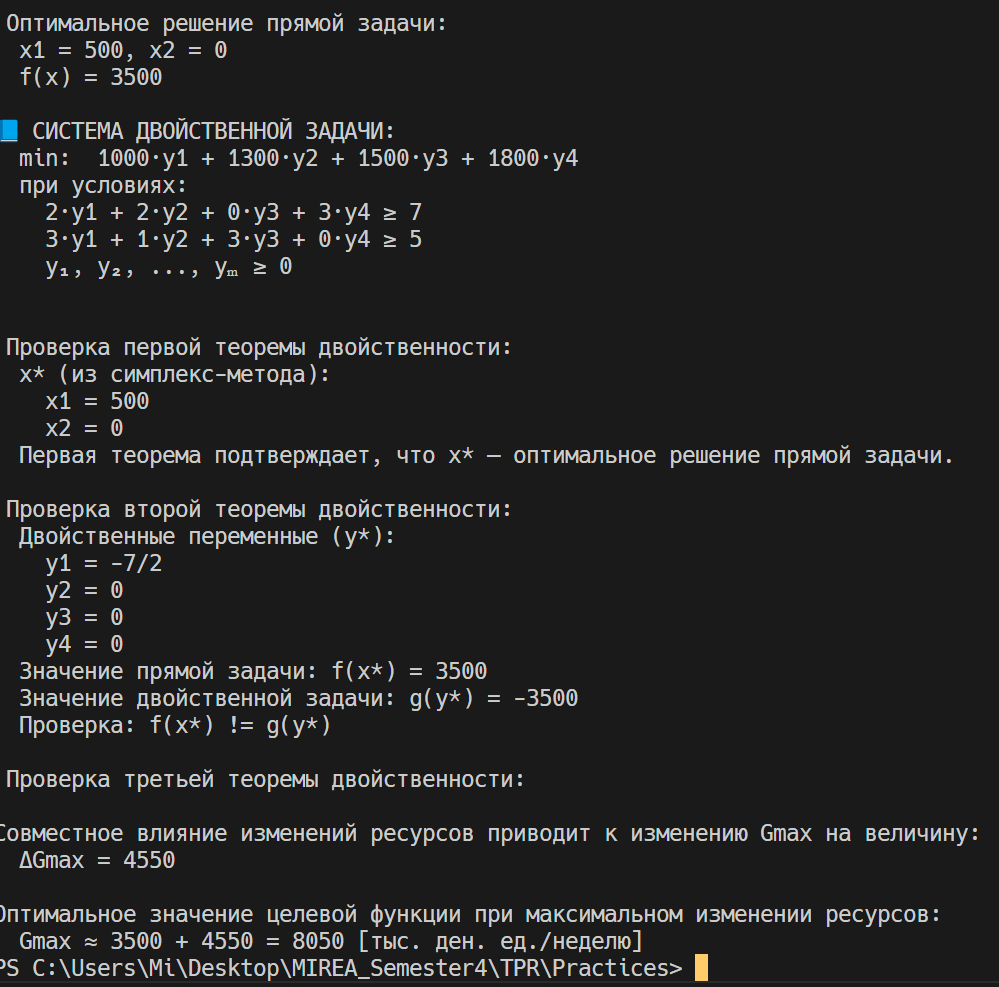 Оптимальное решение прямой задачи:
x1 = 500, x2 = 0
f(x) = 3500
СИСТЕМА ДВОЙСТВЕННОЙ ЗАДАЧИ:
min: 1000·y1 + 1300·y2 + 1500·y3 + 1800·y4
при условиях:
2·y1 + 2·y2 + 0·y3 + 3·y4 ≥ 7
3·y1 + 1·y2 + 3·y3 + 0·y4 ≥ 5
y₁, y₂, ..., yₘ ≥ 0
Проверка первой теоремы двойственности:
x* (из симплекс-метода):
x1 = 500
x2 = 0
Первая теорема подтверждает, что x* — оптимальное решение прямой задачи.
Проверка второй теоремы двойственности:
Двойственные переменные (y*):
y1 = -7/2
y2 = 0
y3 = 0
y4 = 0
Значение прямой задачи: f(x*) = 3500
Значение двойственной задачи: g(y*) = -3500
Проверка: f(x*) != g(y*)
Проверка третьей теоремы двойственности:
Совместное влияние изменений ресурсов приводит к изменению Gmax на величину:
ΔGmax = 4550
Оптимальное значение целевой функции при максимальном изменении ресурсов:
Gmax ≈ 3500 + 4550 = 8050 [тыс. ден. ед./неделю]
PS C:\Users\Mi\Desktop\MIREA_Semester4\TPR\Practices>